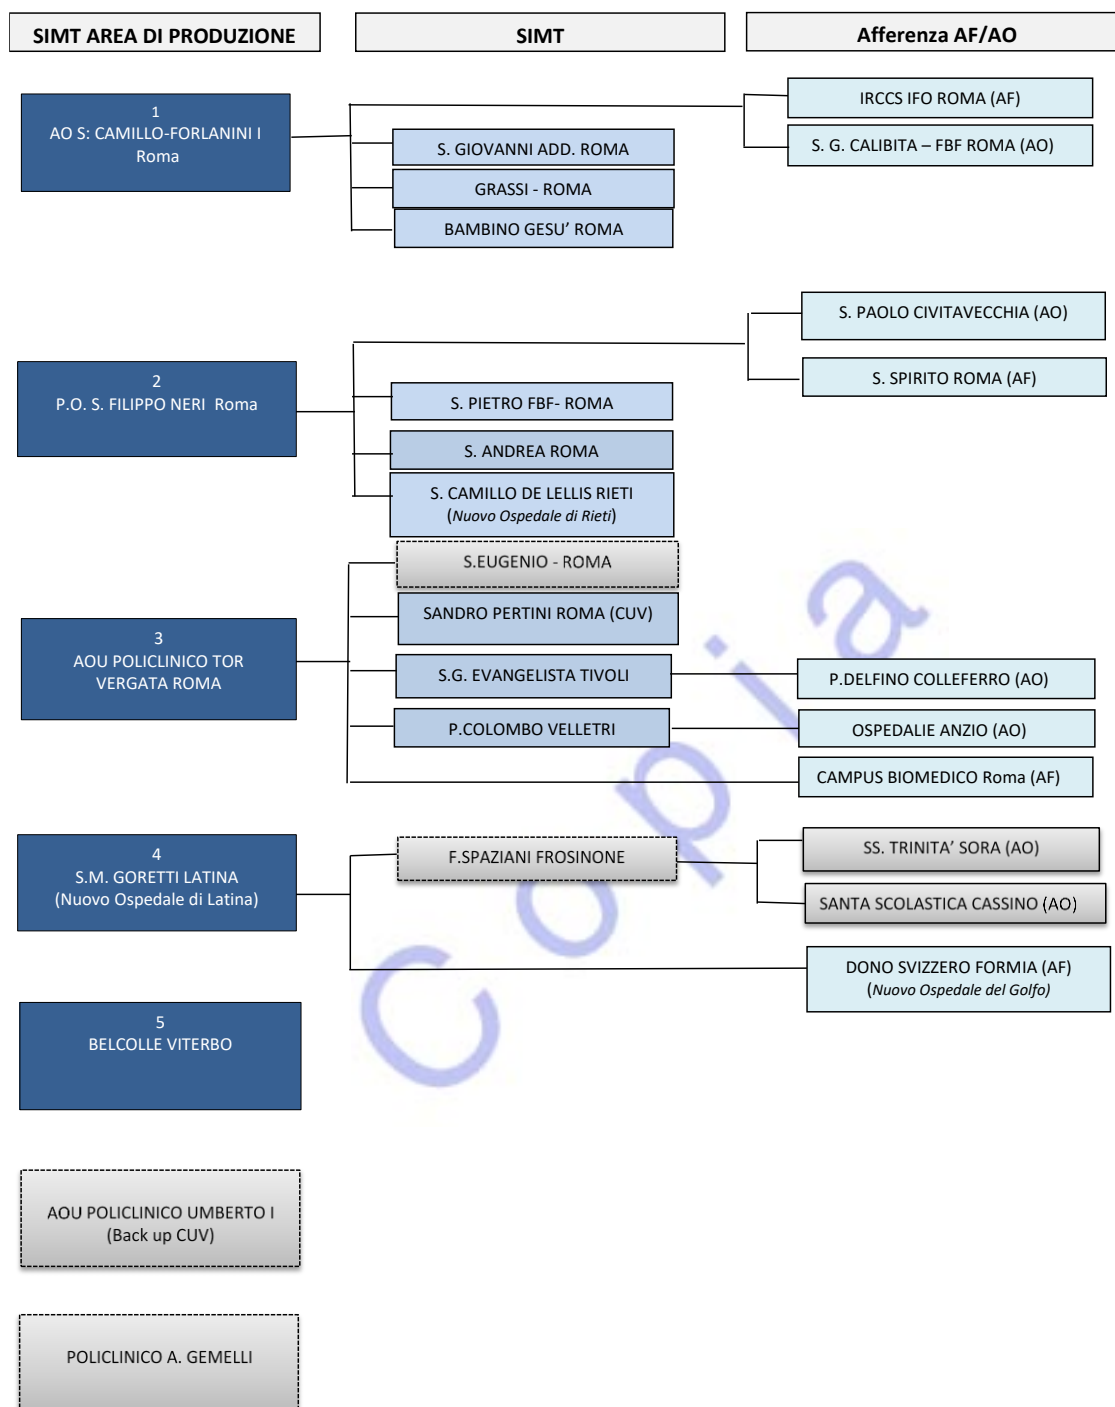 SIMT AREA DI PRODUZIONE
SIMT
Afferenza AF/AO
1
AO S: CAMILLO-FORLANINI I
Roma
S. GIOVANNI ADD. ROMA
GRASSI - ROMA
BAMBINO GESU’ ROMA
IRCCS IFO ROMA (AF)
S. G. CALIBITA – FBF ROMA (AO)
2
P.O. S. FILIPPO NERI Roma
S. PIETRO FBF- ROMA
S. ANDREA ROMA
S. CAMILLO DE LELLIS RIETI
(Nuovo Ospedale di Rieti)
S. PAOLO CIVITAVECCHIA (AO)
S. SPIRITO ROMA (AF)
3
AOU POLICLINICO TOR
VERGATA ROMA
S.EUGENIO - ROMA
SANDRO PERTINI ROMA (CUV)
S.G. EVANGELISTA TIVOLI
P.COLOMBO VELLETRI
P.DELFINO COLLEFERRO (AO)
OSPEDALIE ANZIO (AO)
CAMPUS BIOMEDICO Roma (AF)
4
S.M. GORETTI LATINA
(Nuovo Ospedale di Latina)
F.SPAZIANI FROSINONE
SS. TRINITA’ SORA (AO)
SANTA SCOLASTICA CASSINO (AO)
DONO SVIZZERO FORMIA (AF)
(Nuovo Ospedale del Golfo)
5
BELCOLLE VITERBO
AOU POLICLINICO UMBERTO I
(Back up CUV)
POLICLINICO A. GEMELLI
Copia